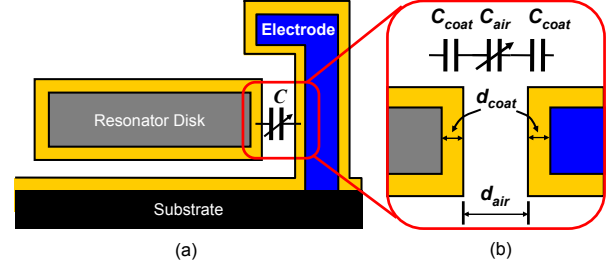 Electrode
C
Resonator Disk
Substrate
(a)
C_coat C_air C_coat
d_coat
d_air
(b)